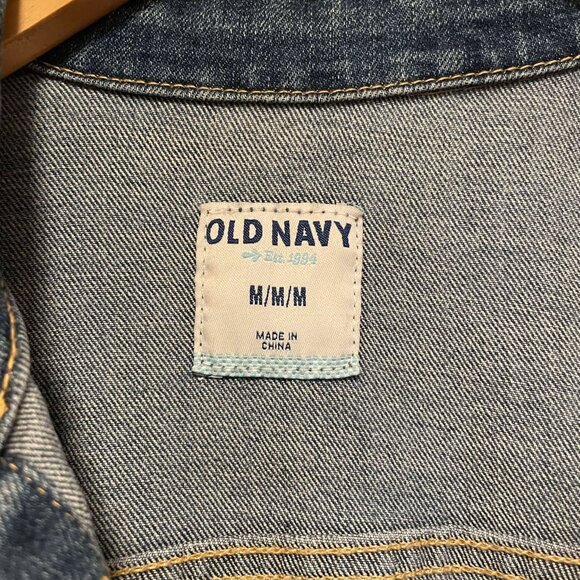 OLD NAVY
Est. 1994
M/M/M
MADE IN
CHINA